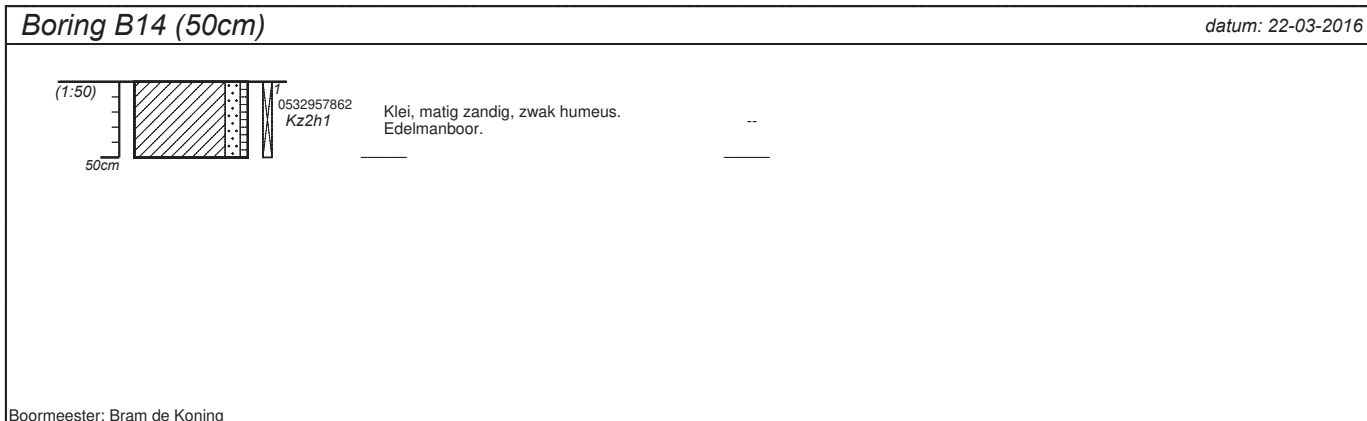 Boring B14 (50cm)
datum: 22-03-2016
(1:50)
1
0532957862
Kz2h1
Klei, matig zandig, zwak humeus.
Edelmanboor.
--
50cm
Boormeester: Bram de Koning